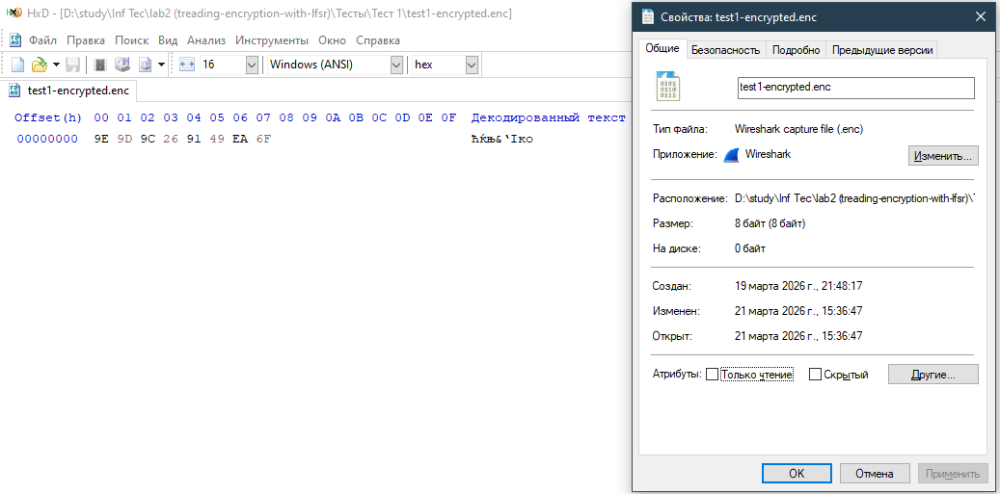 HxD - [D:\study\Inf Tec\lab2 (treading-encryption-with-lfsr)\Тесты\Тест 1\test1-encrypted.enc]
Файл Правка Поиск Вид Анализ Инструменты Окно Справка
16 Windows (ANSI) hex
test1-encrypted.enc
Offset(h) 00 01 02 03 04 05 06 07 08 09 0A 0B 0C 0D 0E 0F Декодированный текст
00000000 9E 9D 9C 26 91 49 EA 6F ћќњ&‘Iкo
Свойства: test1-encrypted.enc
Общие Безопасность Подробно Предыдущие версии
test1-encrypted.enc
Тип файла: Wireshark capture file (.enc)
Приложение: Wireshark Изменить...
Расположение: D:\study\Inf Tec\lab2 (treading-encryption-with-lfsr)\
Размер: 8 байт (8 байт)
На диске: 0 байт
Создан: 19 марта 2026 г., 21:48:17
Изменен: 21 марта 2026 г., 15:36:47
Открыт: 21 марта 2026 г., 15:36:47
Атрибуты: Только чтение Скрытый Другие...
OK Отмена Применить